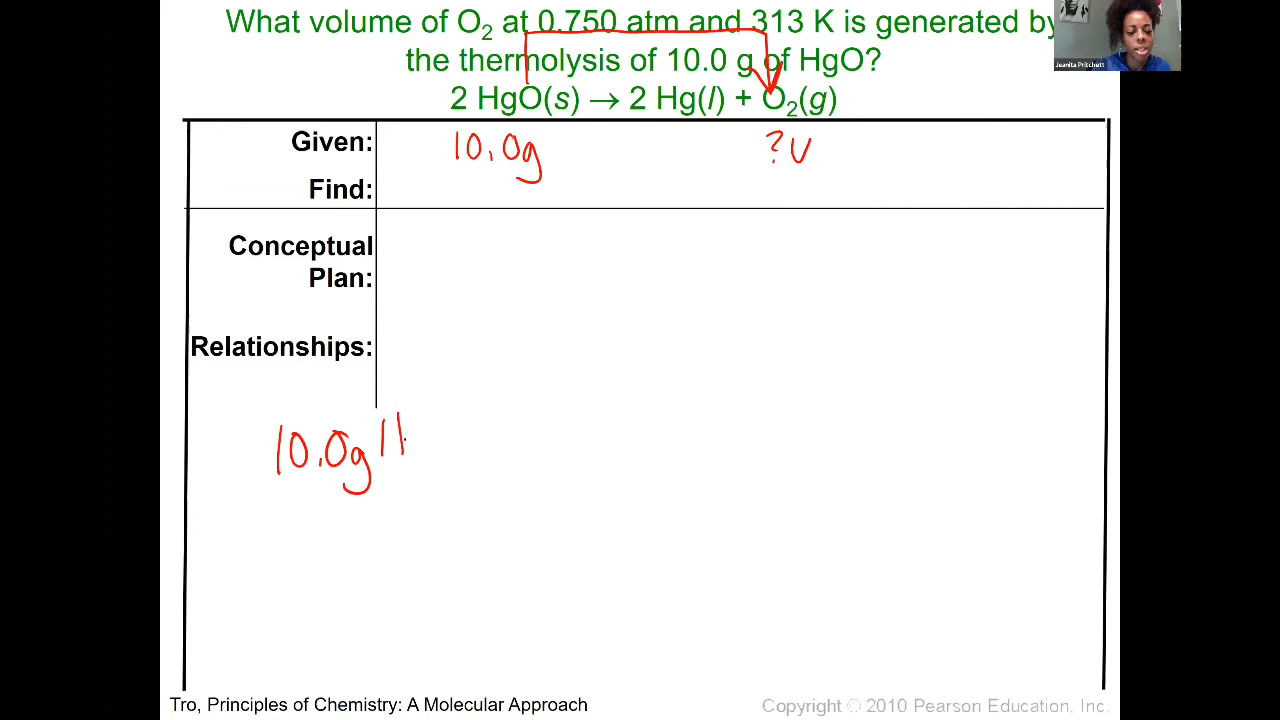 What volume of O₂ at 0.750 atm and 313 K is generated by
the thermolysis of 10.0 g of HgO?
2 HgO(s) → 2 Hg(l) + O₂(g)
Jeanita Pritchett
Given:
10.0g
?V
Find:
Conceptual
Plan:
Relationships:
10.0g H
Tro, Principles of Chemistry: A Molecular Approach
Copyright © 2010 Pearson Education, Inc.